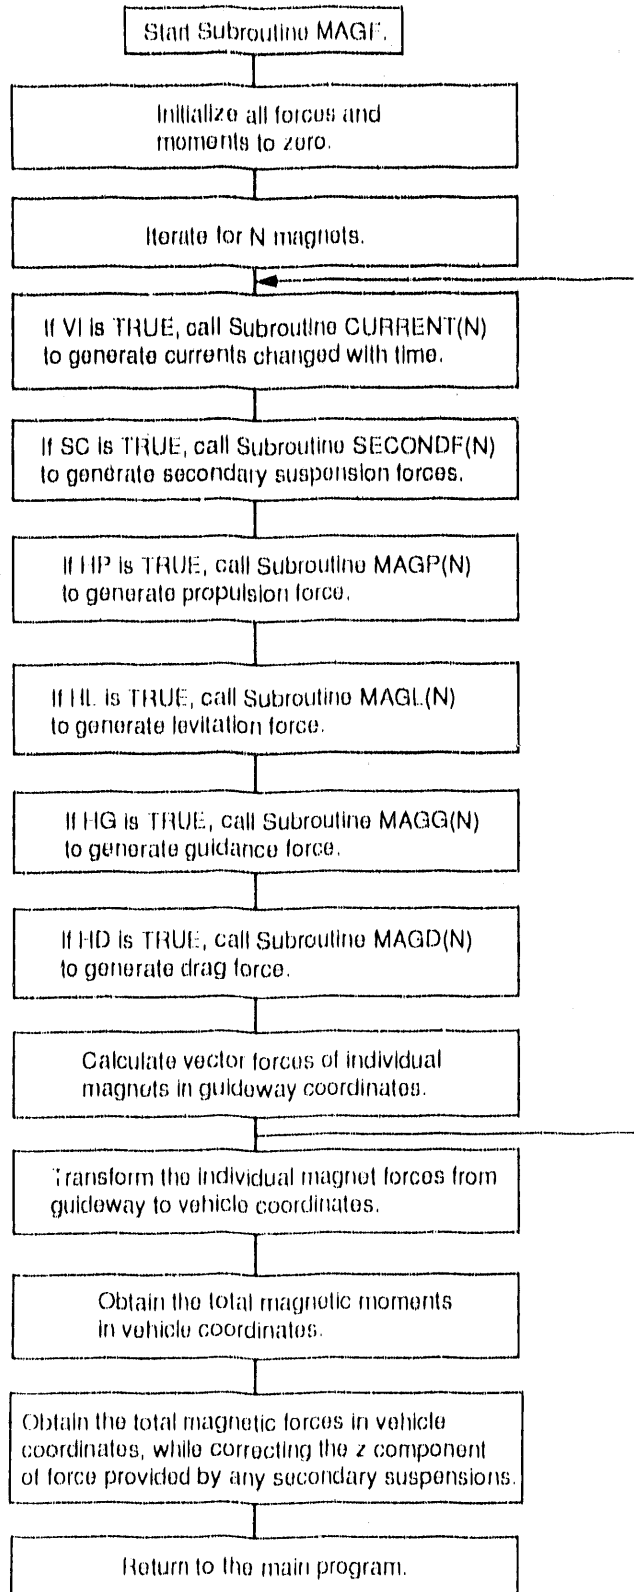 Start Subroutine MAGF.
Initialize all forces and
moments to zero.
Iterate for N magnets.
If VI is TRUE, call Subroutine CURRENT(N)
to generate currents changed with time.
If SC is TRUE, call Subroutine SECONDF(N)
to generate secondary suspension forces.
If HP is TRUE, call Subroutine MAGP(N)
to generate propulsion force.
If HL is TRUE, call Subroutine MAGL(N)
to generate levitation force.
If HG is TRUE, call Subroutine MAGG(N)
to generate guidance force.
If HD is TRUE, call Subroutine MAGD(N)
to generate drag force.
Calculate vector forces of individual
magnets in guideway coordinates.
Transform the individual magnet forces from
guideway to vehicle coordinates.
Obtain the total magnetic moments
in vehicle coordinates.
Obtain the total magnetic forces in vehicle
coordinates, while correcting the z component
of force provided by any secondary suspensions.
Return to the main program.